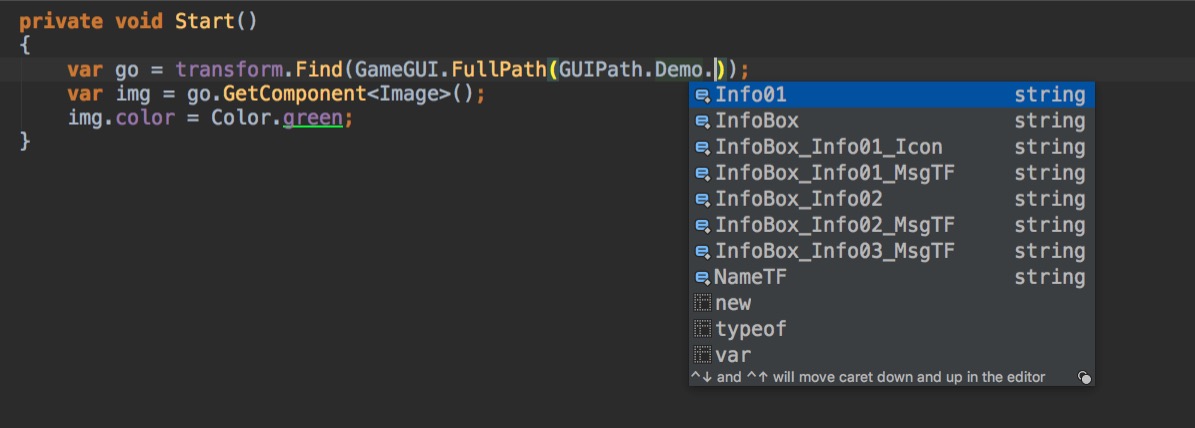 private void Start()
{
var go = transform.Find(GameGUI.FullPath(GUIPath.Demo.));
var img = go.GetComponent<Image>();
img.color = Color.green;
}
Info01 string
InfoBox string
InfoBox_Info01_Icon string
InfoBox_Info01_MsgTF string
InfoBox_Info02 string
InfoBox_Info02_MsgTF string
InfoBox_Info03_MsgTF string
NameTF string
new
typeof
var
^↓ and ^↑ will move caret down and up in the editor